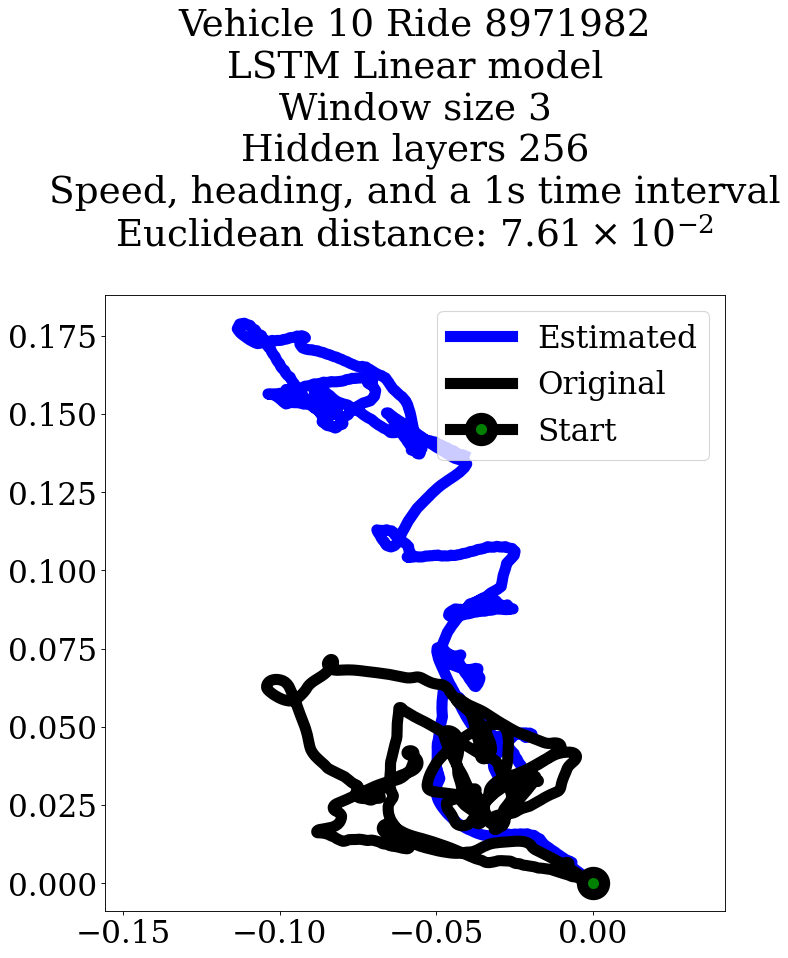 Vehicle 10 Ride 8971982
LSTM Linear model
Window size 3
Hidden layers 256
Speed, heading, and a 1s time interval
Euclidean distance: 7.61 × 10⁻²
Estimated
Original
Start
0.175
0.150
0.125
0.100
0.075
0.050
0.025
0.000
−0.15 −0.10 −0.05 0.00